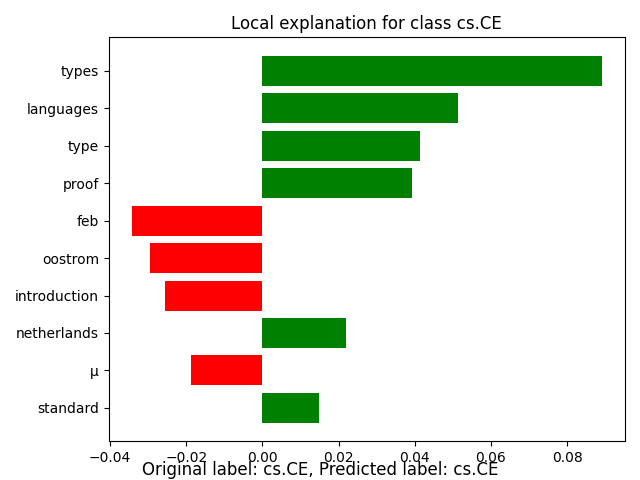 Local explanation for class cs.CE
types
languages
type
proof
feb
oostrom
introduction
netherlands
μ
standard
−0.04 −0.02 0.00 0.02 0.04 0.06 0.08
Original label: cs.CE, Predicted label: cs.CE